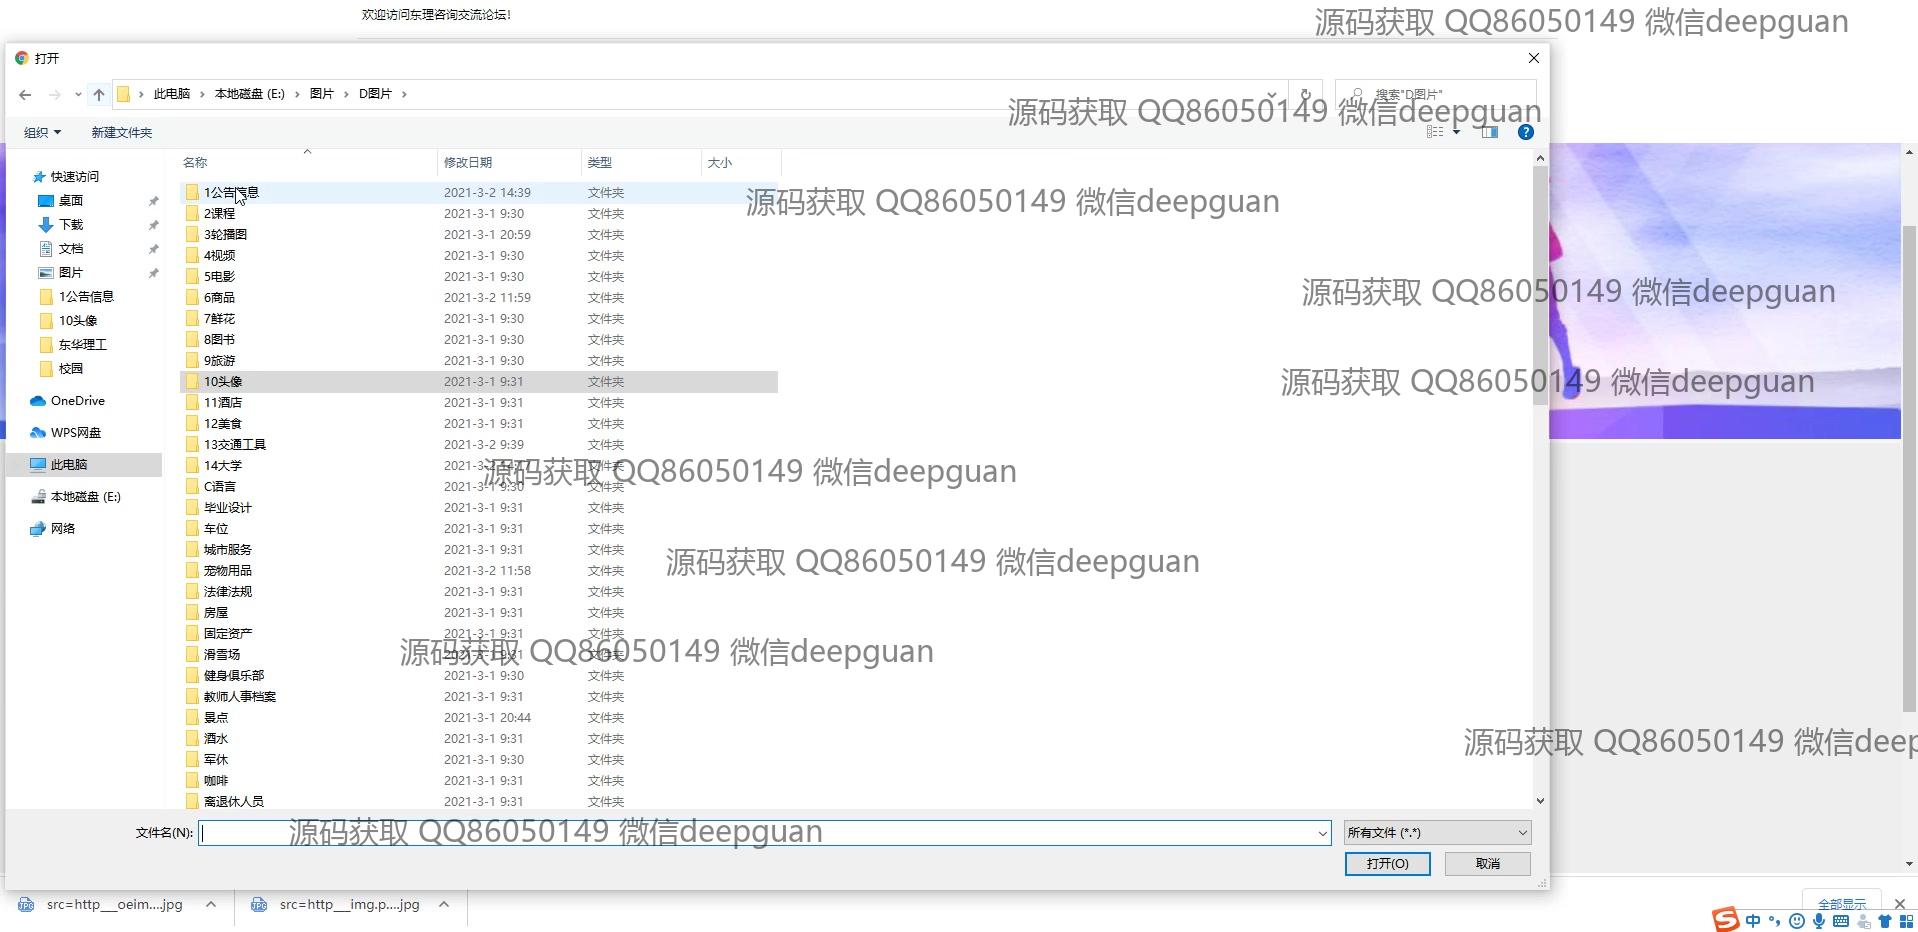 欢迎访问东理咨询交流论坛!
源码获取 QQ86050149 微信deepguan
打开
此电脑 › 本地磁盘 (E:) › 图片 › D图片 ›
搜索"D图片"
源码获取 QQ86050149 微信deepguan
组织 新建文件夹
名称 修改日期 类型 大小
快速访问
桌面
下载
文档
图片
1公告信息
10头像
东华理工
校园
OneDrive
WPS网盘
此电脑
本地磁盘 (E:)
网络
1公告信息 2021-3-2 14:39 文件夹
源码获取 QQ86050149 微信deepguan
2课程 2021-3-1 9:30 文件夹
3轮播图 2021-3-1 20:59 文件夹
4视频 2021-3-1 9:30 文件夹
5电影 2021-3-1 9:30 文件夹
6商品 2021-3-2 11:59 文件夹
源码获取 QQ86050149 微信deepguan
7鲜花 2021-3-1 9:30 文件夹
8图书 2021-3-1 9:30 文件夹
9旅游 2021-3-1 9:30 文件夹
10头像 2021-3-1 9:31 文件夹
源码获取 QQ86050149 微信deepguan
11酒店 2021-3-1 9:31 文件夹
12美食 2021-3-1 9:31 文件夹
13交通工具 2021-3-2 9:39 文件夹
14大学 2021-3-2 14:17 文件夹
源码获取 QQ86050149 微信deepguan
C语言 2021-3-1 9:30 文件夹
毕业设计 2021-3-1 9:31 文件夹
车位 2021-3-1 9:31 文件夹
城市服务 2021-3-1 9:31 文件夹
源码获取 QQ86050149 微信deepguan
宠物用品 2021-3-2 11:58 文件夹
法律法规 2021-3-1 9:31 文件夹
房屋 2021-3-1 9:31 文件夹
固定资产 2021-3-1 9:31 文件夹
滑雪场 2021-3-1 9:31 文件夹
源码获取 QQ86050149 微信deepguan
健身俱乐部 2021-3-1 9:30 文件夹
教师人事档案 2021-3-1 9:31 文件夹
景点 2021-3-1 20:44 文件夹
酒水 2021-3-1 9:31 文件夹
源码获取 QQ86050149 微信deep
军休 2021-3-1 9:30 文件夹
咖啡 2021-3-1 9:31 文件夹
离退休人员 2021-3-1 9:31 文件夹
文件名(N): 所有文件 (*.*)
源码获取 QQ86050149 微信deepguan
打开(O) 取消
src=http___oeim....jpg src=http___img.p....jpg 全部显示
中